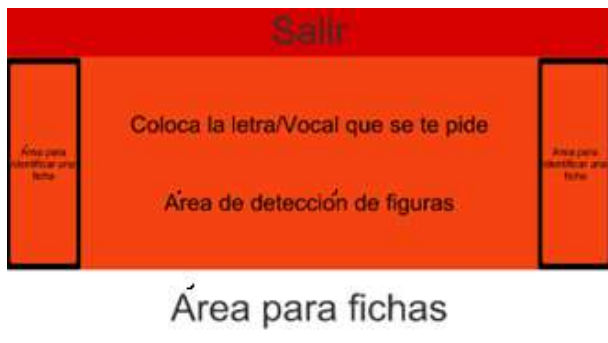 Salir
Coloca la letra/Vocal que se te pide
Área para
identificar una
ficha
Área para
identificar una
ficha
Área de detección de figuras
Área para fichas